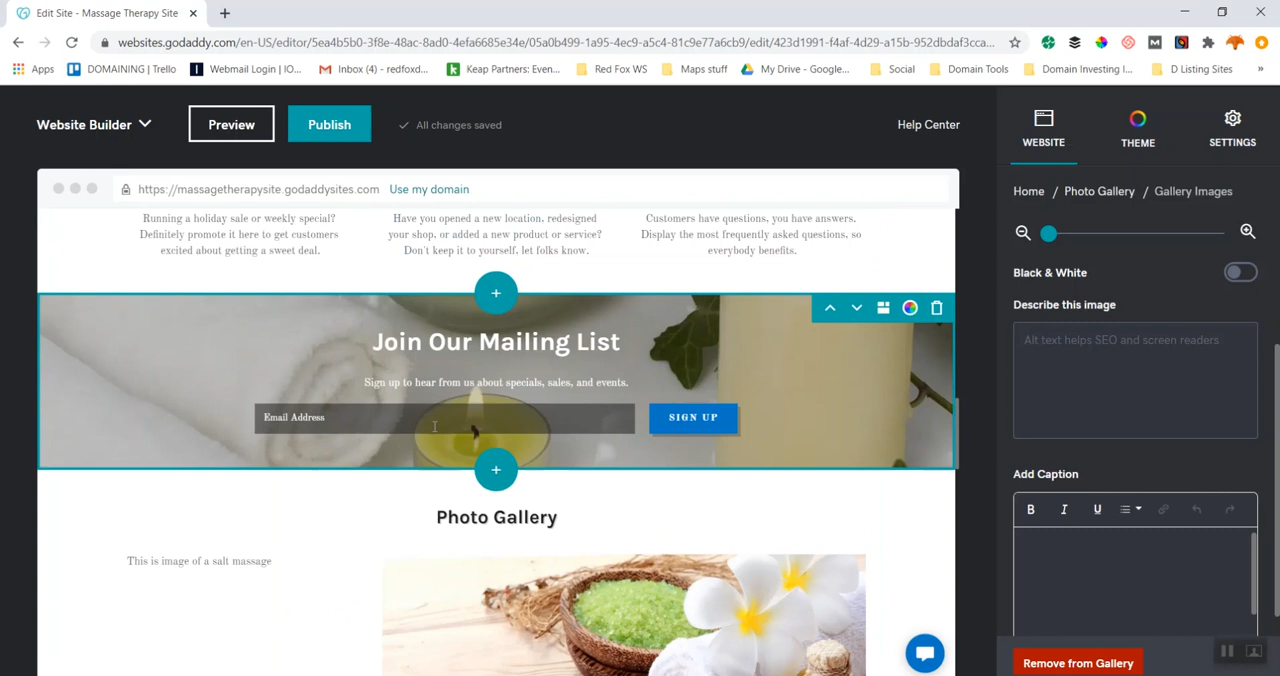 Edit Site - Massage Therapy Site
websites.godaddy.com/en-US/editor/5ea4b5b0-3f8e-48ac-8ad0-4efa6685e34e/05a0b499-1a95-4ec9-a5c4-81c9e77a6cb9/edit/423d1991-f4af-4d29-a15b-952dbdaf3cca...
Apps
DOMAINING | Trello
Webmail Login | IO...
Inbox (4) - redfoxd...
Keap Partners: Even...
Red Fox WS
Maps stuff
My Drive - Google...
Social
Domain Tools
Domain Investing I...
D Listing Sites
»
Website Builder
Preview
Publish
All changes saved
Help Center
WEBSITE
THEME
SETTINGS
https://massagetherapysite.godaddysites.com Use my domain
Running a holiday sale or weekly special?
Definitely promote it here to get customers
excited about getting a sweet deal.
Have you opened a new location, redesigned
your shop, or added a new product or service?
Don't keep it to yourself, let folks know.
Customers have questions, you have answers.
Display the most frequently asked questions, so
everybody benefits.
Join Our Mailing List
Sign up to hear from us about specials, sales, and events.
Email Address
SIGN UP
Photo Gallery
This is image of a salt massage
Home / Photo Gallery / Gallery Images
Black & White
Describe this image
Alt text helps SEO and screen readers
Add Caption
B I U
Remove from Gallery